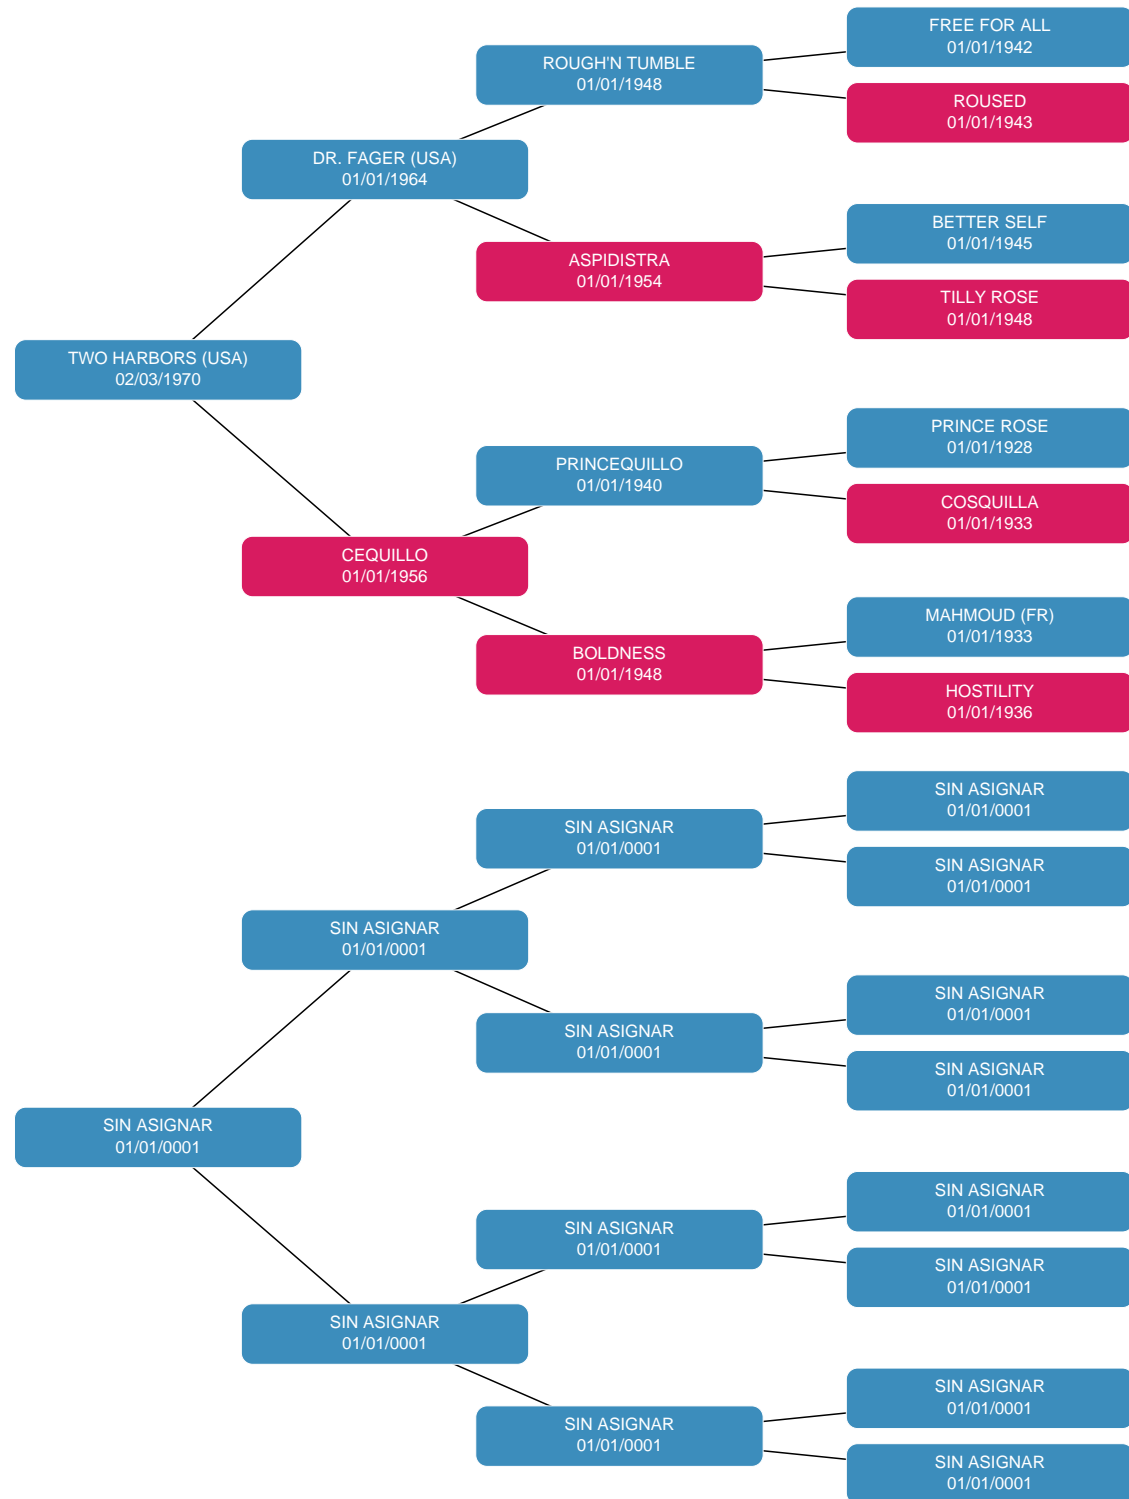 FREE FOR ALL
01/01/1942
ROUGH'N TUMBLE
01/01/1948
ROUSED
01/01/1943
DR. FAGER (USA)
01/01/1964
BETTER SELF
01/01/1945
ASPIDISTRA
01/01/1954
TILLY ROSE
01/01/1948
TWO HARBORS (USA)
02/03/1970
PRINCE ROSE
01/01/1928
PRINCEQUILLO
01/01/1940
COSQUILLA
01/01/1933
CEQUILLO
01/01/1956
MAHMOUD (FR)
01/01/1933
BOLDNESS
01/01/1948
HOSTILITY
01/01/1936
SIN ASIGNAR
01/01/0001
SIN ASIGNAR
01/01/0001
SIN ASIGNAR
01/01/0001
SIN ASIGNAR
01/01/0001
SIN ASIGNAR
01/01/0001
SIN ASIGNAR
01/01/0001
SIN ASIGNAR
01/01/0001
SIN ASIGNAR
01/01/0001
SIN ASIGNAR
01/01/0001
SIN ASIGNAR
01/01/0001
SIN ASIGNAR
01/01/0001
SIN ASIGNAR
01/01/0001
SIN ASIGNAR
01/01/0001
SIN ASIGNAR
01/01/0001
SIN ASIGNAR
01/01/0001